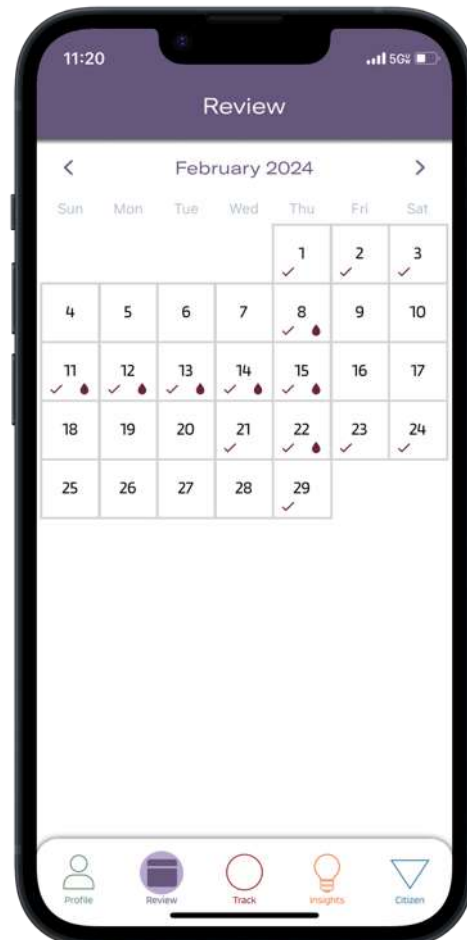 11:20
5G
Review
February 2024
Sun Mon Tue Wed Thu Fri Sat
1 2 3
4 5 6 7 8 9 10
11 12 13 14 15 16 17
18 19 20 21 22 23 24
25 26 27 28 29
Profile Review Track Insights Citizen